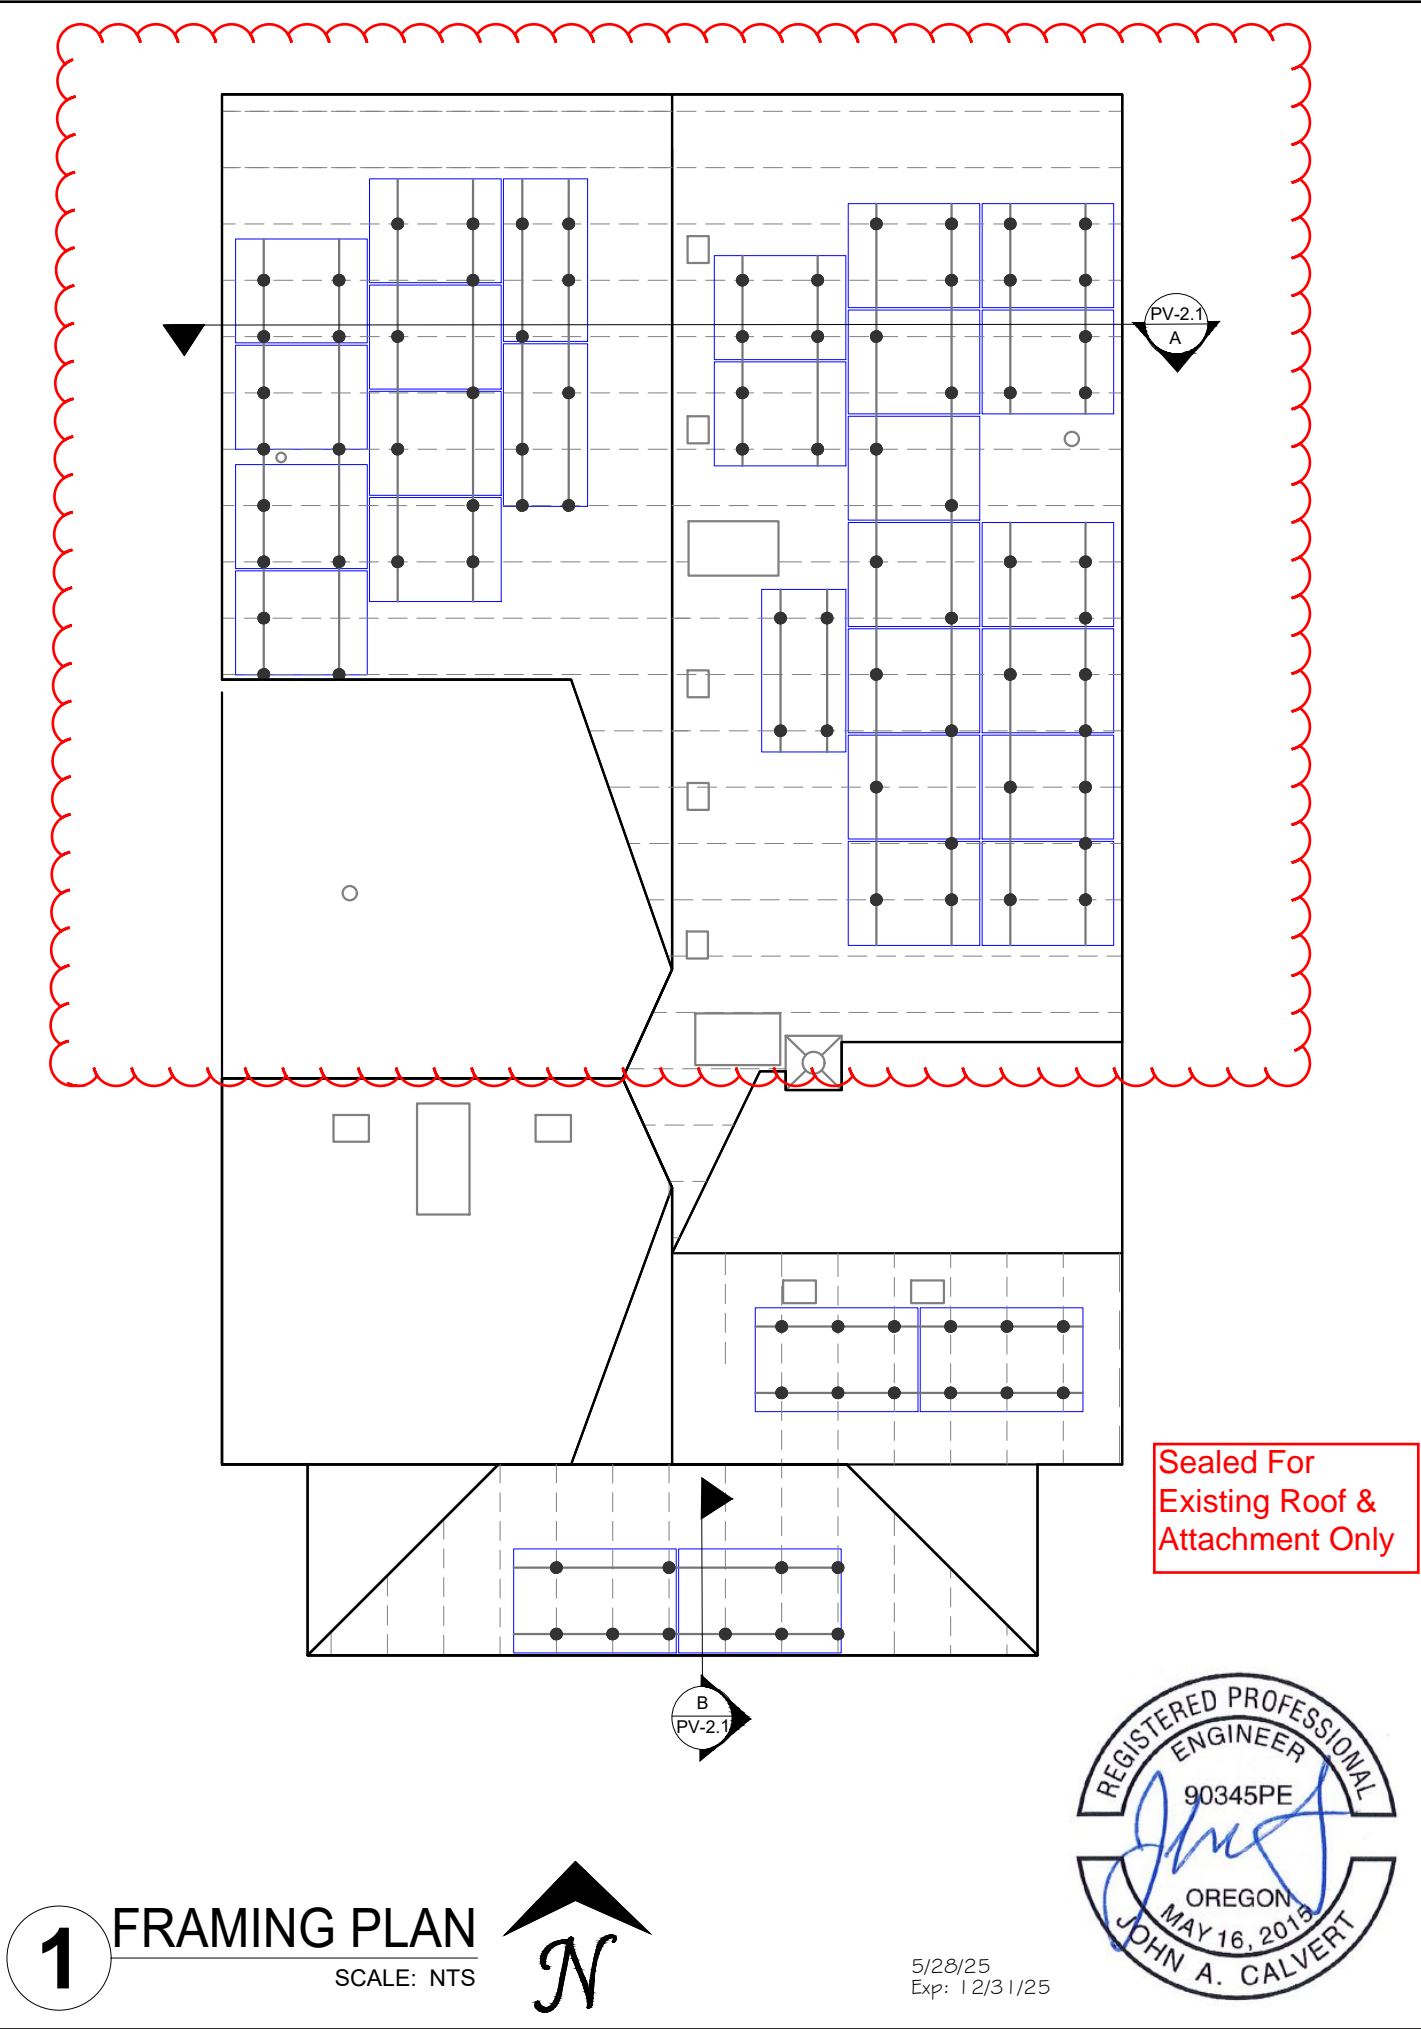 PV-2.1
A
Sealed For
Existing Roof &
Attachment Only
B
PV-2.1
REGISTERED PROFESSIONAL
ENGINEER
90345PE
OREGON
MAY 16, 2015
JOHN A. CALVERT
1
FRAMING PLAN
SCALE: NTS
N
5/28/25
Exp: 12/31/25